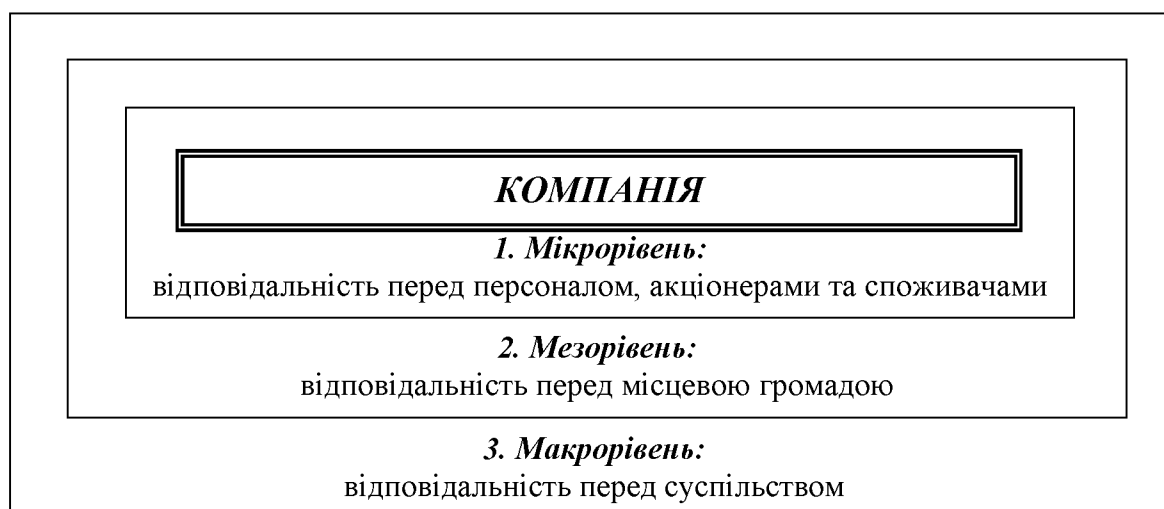 КОМПАНІЯ
1. Мікрорівень:
відповідальність перед персоналом, акціонерами та споживачами
2. Мезорівень:
відповідальність перед місцевою громадою
3. Макрорівень:
відповідальність перед суспільством